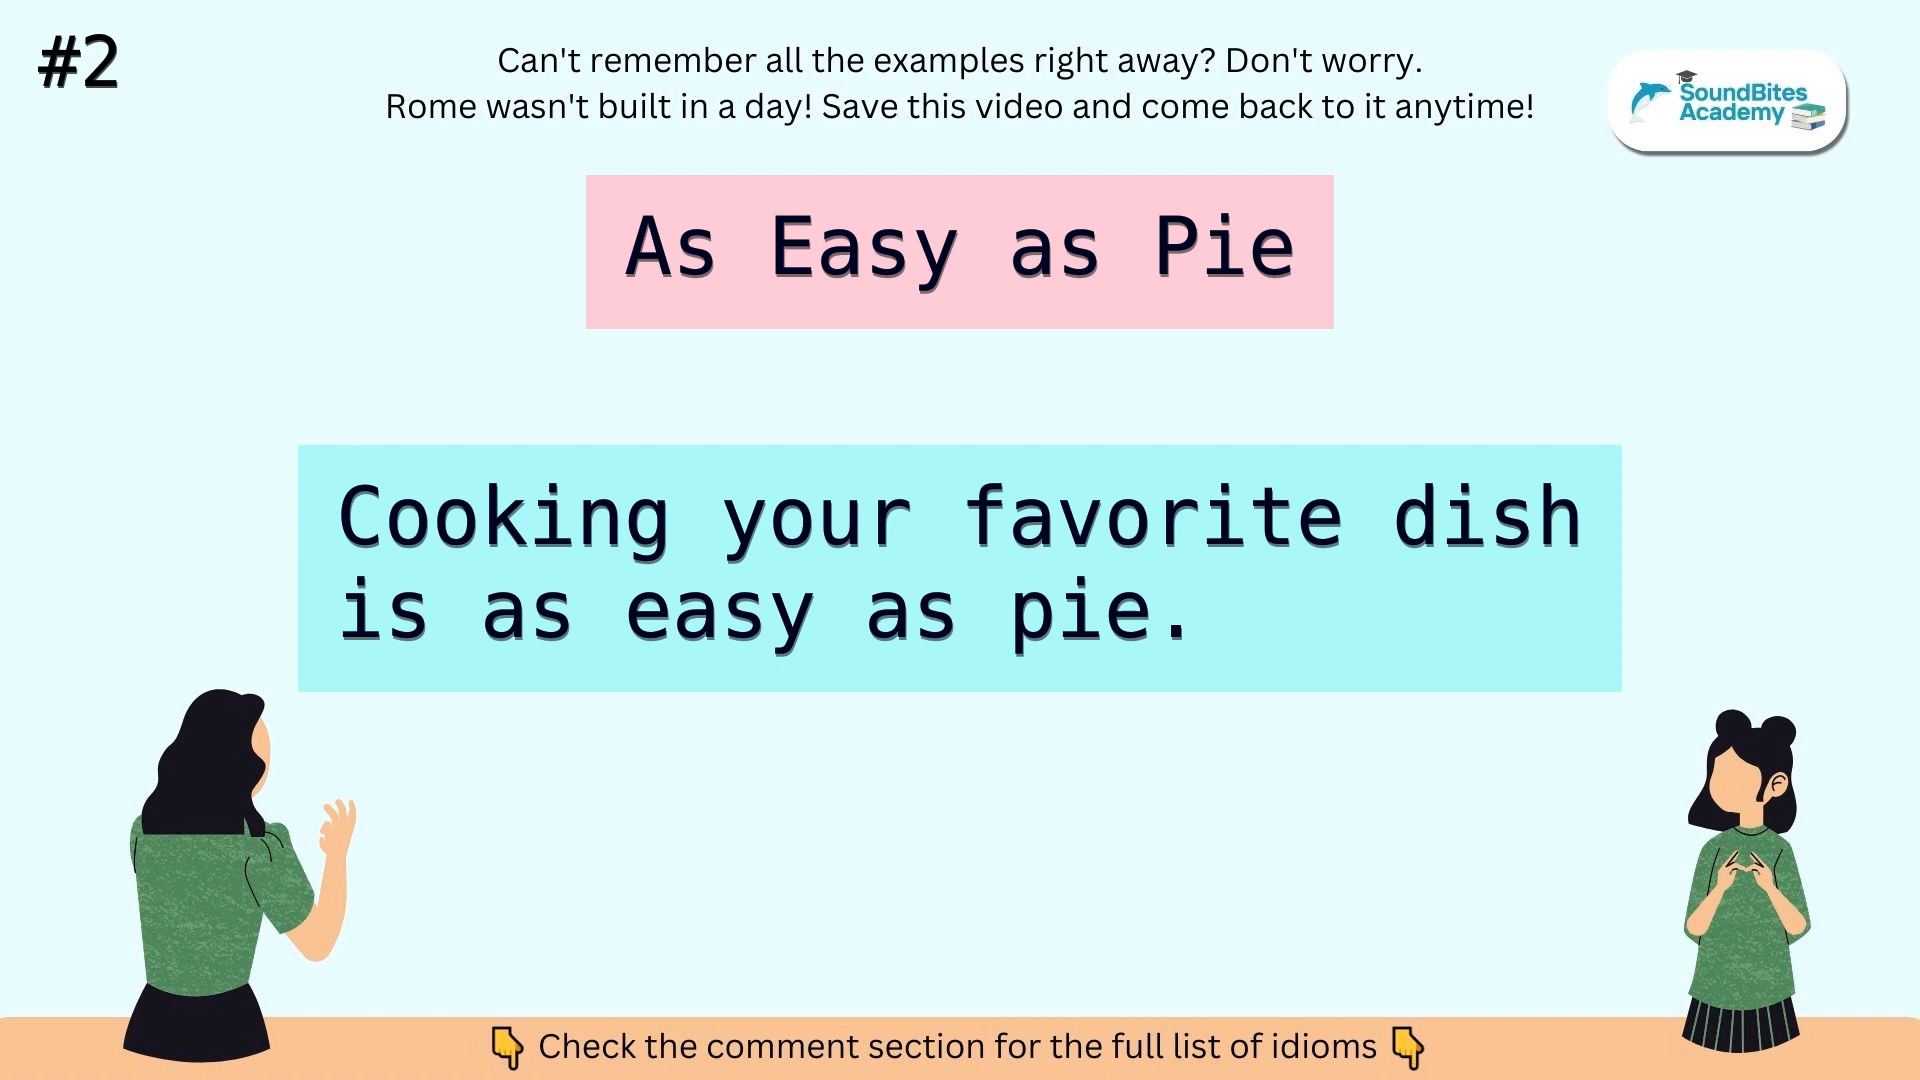 #2
Can't remember all the examples right away? Don't worry.
Rome wasn't built in a day! Save this video and come back to it anytime!
SoundBites
Academy
As Easy as Pie
Cooking your favorite dish
is as easy as pie.
👇 Check the comment section for the full list of idioms 👇